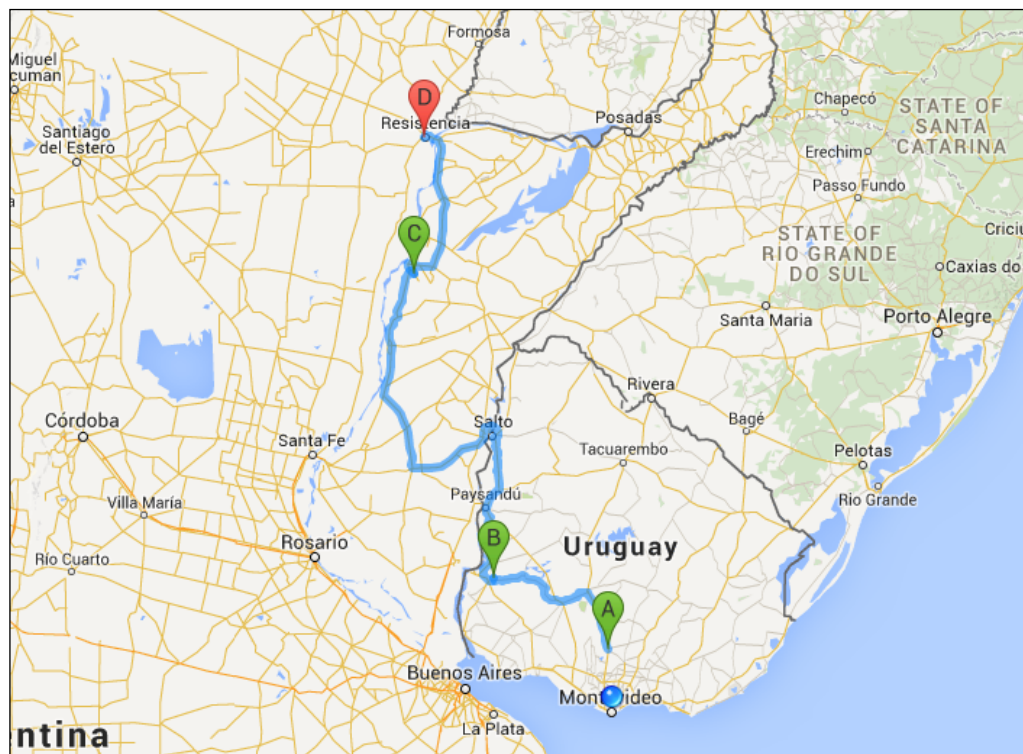 Formosa
Miguel
cuman
D
Resistencia
Posadas
Chapecó
STATE OF
SANTA
CATARINA
Santiago
del Estero
Erechim
Passo Fundo
a
C
STATE OF
RIO GRANDE
DO SUL
Criciu
Caxias do
Santa Maria
Porto Alegre
Rivera
Córdoba
Salto
Bagé
Santa Fe
Tacuarembo
Pelotas
Villa María
Paysandú
Rio Grande
B
Rosario
Uruguay
Río Cuarto
A
Buenos Aires
Montevideo
La Plata
ntina